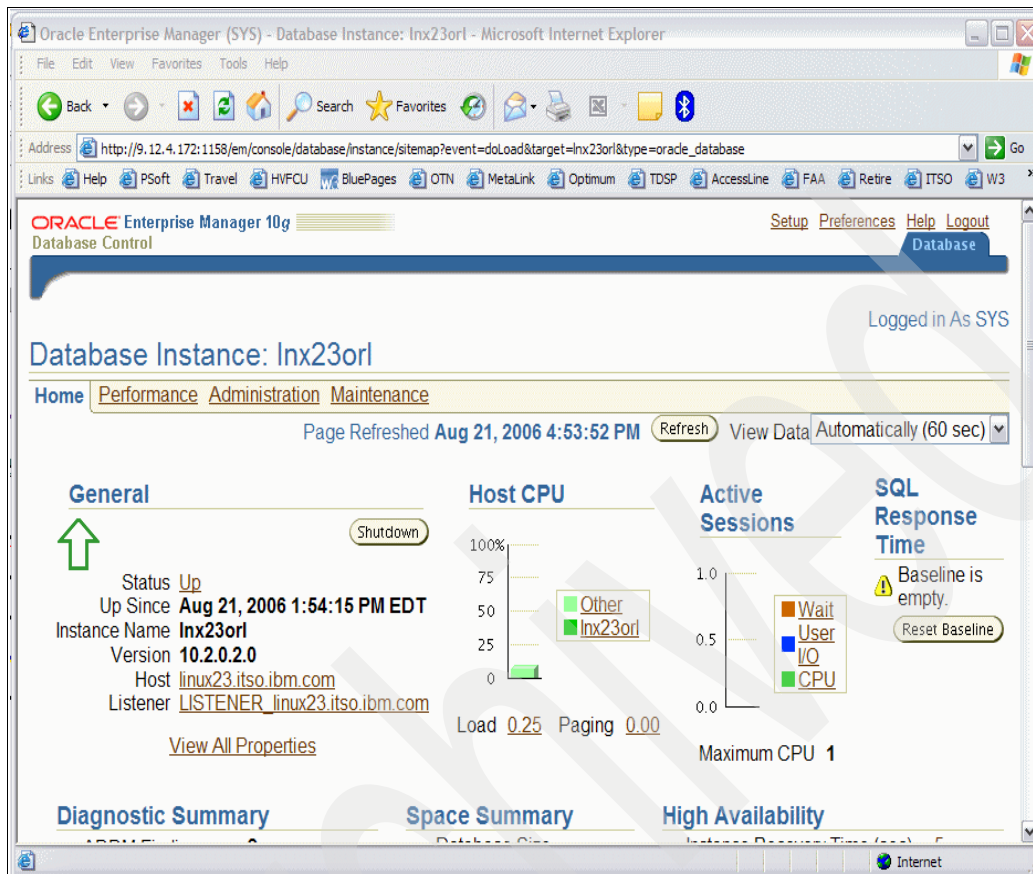 Oracle Enterprise Manager (SYS) - Database Instance: lnx23orl - Microsoft Internet Explorer
File Edit View Favorites Tools Help
Back Search Favorites
Address http://9.12.4.172:1158/em/console/database/instance/sitemap?event=doLoad&target=lnx23orl&type=oracle_database Go
Links Help PSoft Travel HVFCU BluePages OTN MetaLink Optimum TDSP AccessLine FAA Retire ITSO W3 »
ORACLE Enterprise Manager 10g
Database Control
Setup Preferences Help Logout
Database
Logged in As SYS
Database Instance: lnx23orl
Home Performance Administration Maintenance
Page Refreshed Aug 21, 2006 4:53:52 PM Refresh View Data Automatically (60 sec)
General
Shutdown
Status Up
Up Since Aug 21, 2006 1:54:15 PM EDT
Instance Name lnx23orl
Version 10.2.0.2.0
Host linux23.itso.ibm.com
Listener LISTENER_linux23.itso.ibm.com
View All Properties
Host CPU
100%
75
50
25
0
Other
lnx23orl
Load 0.25 Paging 0.00
Active
Sessions
1.0
0.5
0.0
Wait
User
I/O
CPU
Maximum CPU 1
SQL
Response
Time
Baseline is
empty.
Reset Baseline
Diagnostic Summary
Space Summary
High Availability
Database Size
Instance Recovery Time (sec) 5
Internet